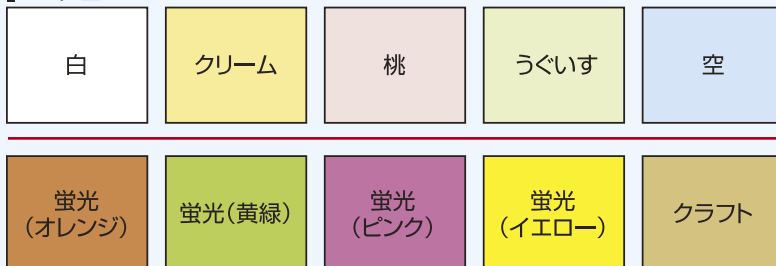 白
クリーム
桃
うぐいす
空
蛍光
(オレンジ)
蛍光(黄緑)
蛍光
(ピンク)
蛍光
(イエロー)
クラフト